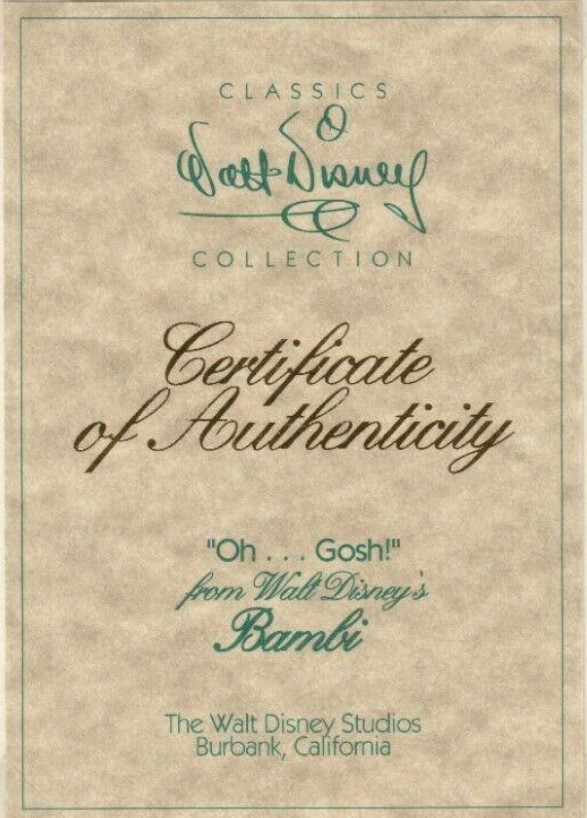 CLASSICS
Walt Disney
COLLECTION
Certificate
of Authenticity
"Oh . . . Gosh!"
from Walt Disney's
Bambi
The Walt Disney Studios
Burbank, California